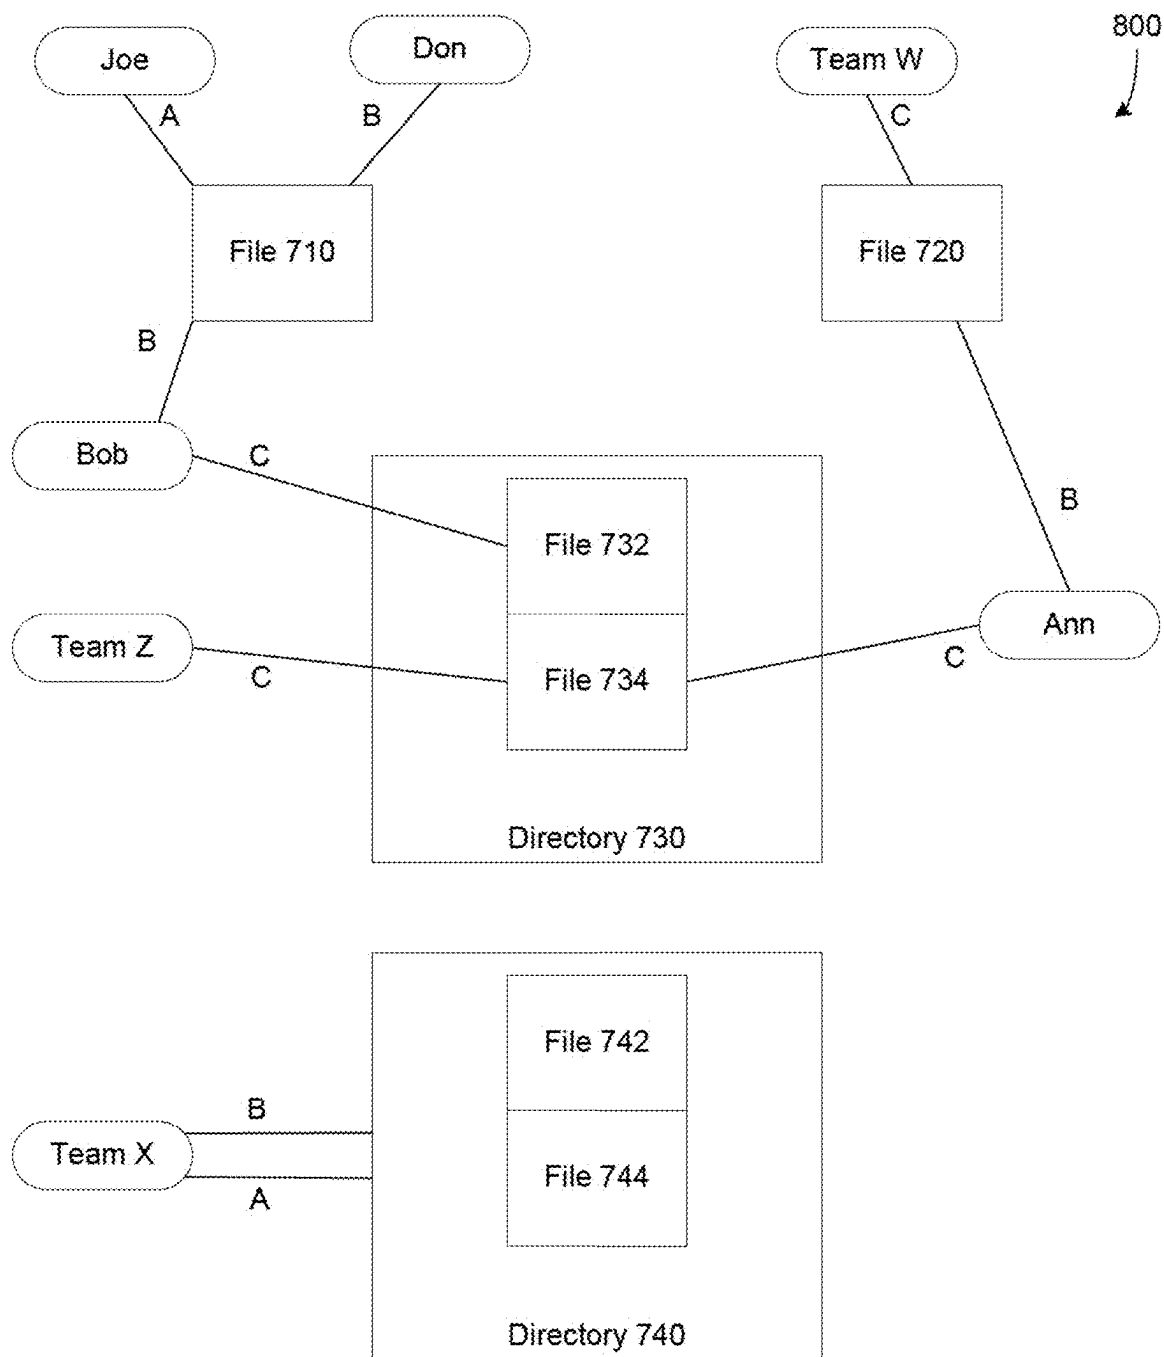 800
Joe
Don
Team W
A
B
C
File 710
File 720
B
Bob
C
B
File 732
Ann
Team Z
C
File 734
C
Directory 730
File 742
B
Team X
File 744
A
Directory 740